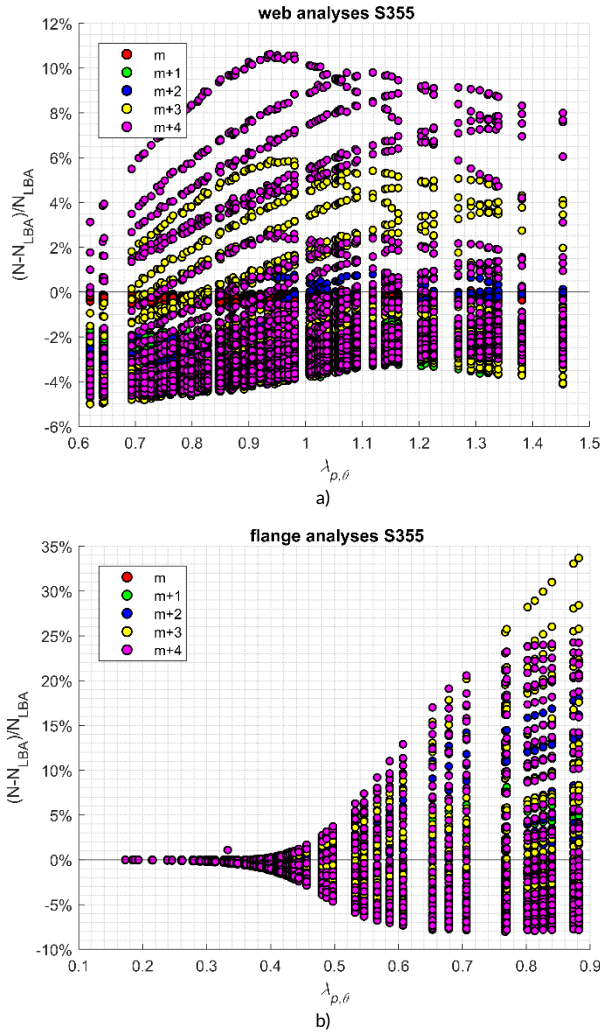 web analyses S355
12%
10%
8%
6%
4%
2%
0%
-2%
-4%
-6%
(N-N_LBA)/N_LBA
m
m+1
m+2
m+3
m+4
0.6 0.7 0.8 0.9 1 1.1 1.2 1.3 1.4 1.5
λ_p,θ
a)
flange analyses S355
35%
30%
25%
20%
15%
10%
5%
0%
-5%
-10%
(N-N_LBA)/N_LBA
m
m+1
m+2
m+3
m+4
0.1 0.2 0.3 0.4 0.5 0.6 0.7 0.8 0.9
λ_p,θ
b)